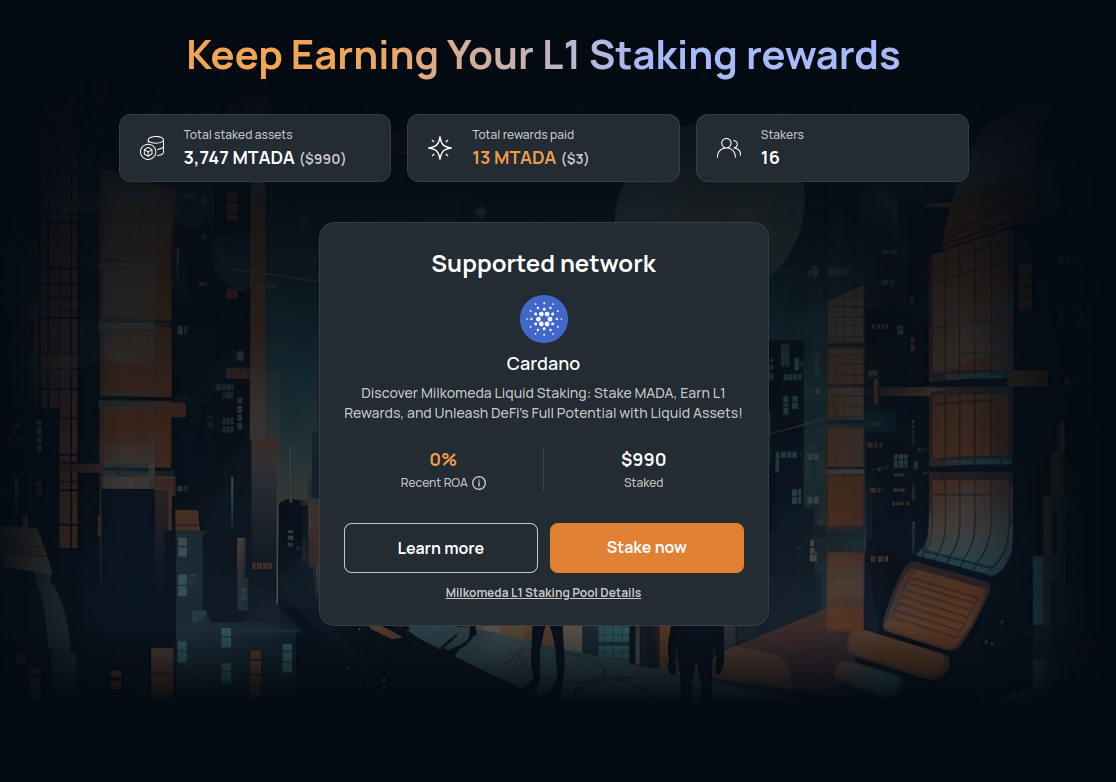 Keep Earning Your L1 Staking rewards
Total staked assets
3,747 MTADA ($990)
Total rewards paid
13 MTADA ($3)
Stakers
16
Supported network
Cardano
Discover Milkomeda Liquid Staking: Stake MADA, Earn L1
Rewards, and Unleash DeFi's Full Potential with Liquid Assets!
0%
Recent ROA
$990
Staked
Learn more
Stake now
Milkomeda L1 Staking Pool Details